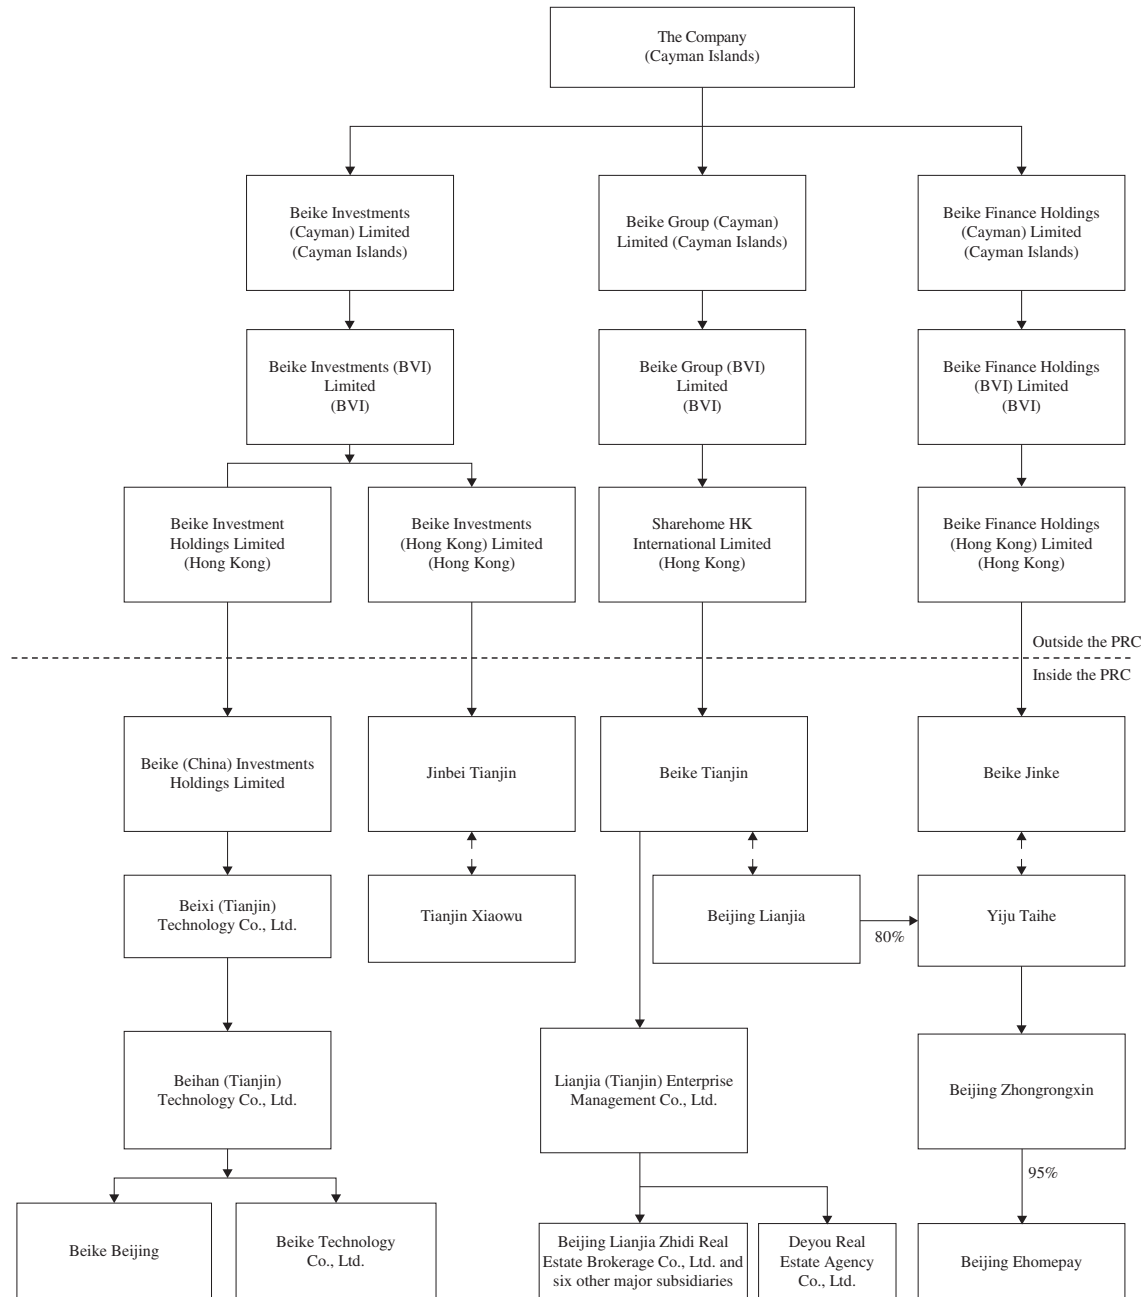 The Company
(Cayman Islands)
Beike Investments
(Cayman) Limited
(Cayman Islands)
Beike Group (Cayman)
Limited (Cayman Islands)
Beike Finance Holdings
(Cayman) Limited
(Cayman Islands)
Beike Investments (BVI)
Limited
(BVI)
Beike Group (BVI)
Limited
(BVI)
Beike Finance Holdings
(BVI) Limited
(BVI)
Beike Investment
Holdings Limited
(Hong Kong)
Beike Investments
(Hong Kong) Limited
(Hong Kong)
Sharehome HK
International Limited
(Hong Kong)
Beike Finance Holdings
(Hong Kong) Limited
(Hong Kong)
Outside the PRC
Inside the PRC
Beike (China) Investments
Holdings Limited
Jinbei Tianjin
Beike Tianjin
Beike Jinke
Beixi (Tianjin)
Technology Co., Ltd.
Tianjin Xiaowu
Beijing Lianjia
80%
Yiju Taihe
Beihan (Tianjin)
Technology Co., Ltd.
Lianjia (Tianjin) Enterprise
Management Co., Ltd.
Beijing Zhongrongxin
95%
Beike Beijing
Beike Technology
Co., Ltd.
Beijing Lianjia Zhidi Real
Estate Brokerage Co., Ltd. and
six other major subsidiaries
Deyou Real
Estate Agency
Co., Ltd.
Beijing Ehomepay